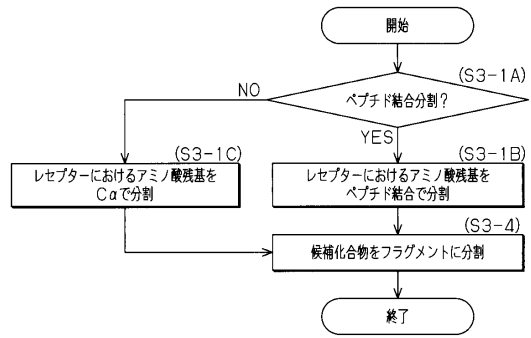 開始
(S3-1A)
ペプチド結合分割？
NO
YES
(S3-1C)
(S3-1B)
レセプターにおけるアミノ酸残基を
Cαで分割
レセプターにおけるアミノ酸残基を
ペプチド結合で分割
(S3-4)
候補化合物をフラグメントに分割
終了